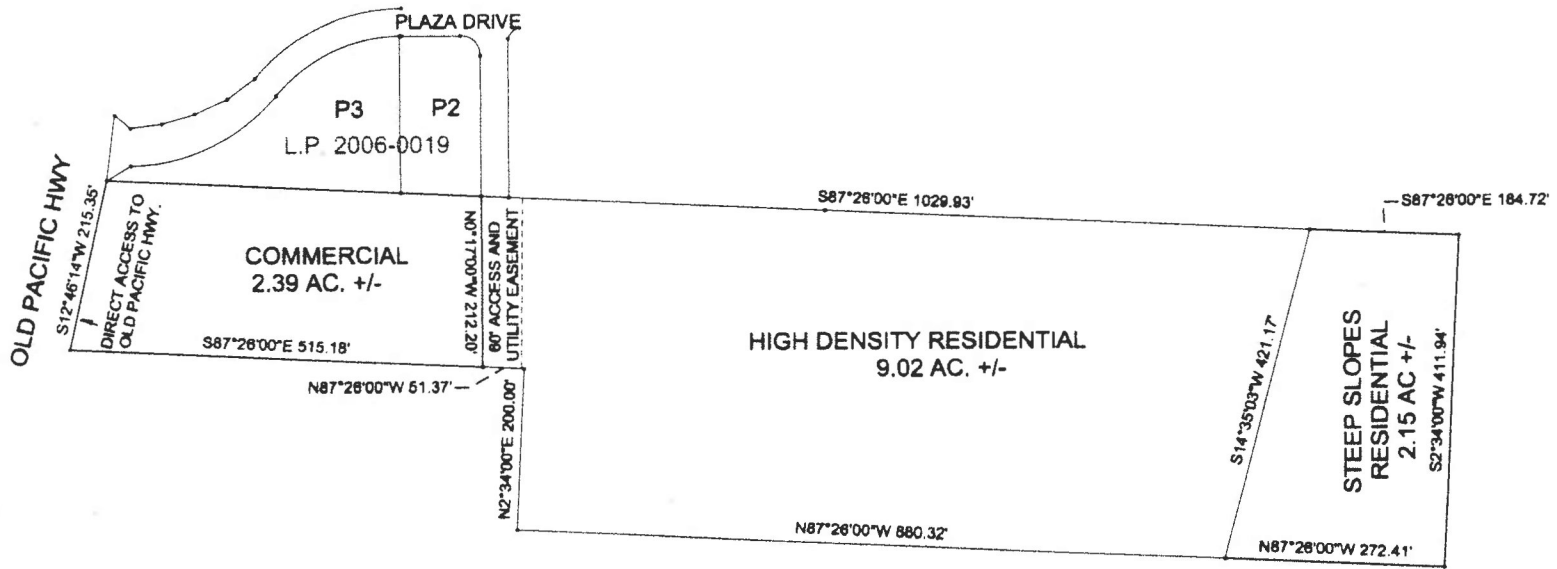 PLAZA DRIVE
P3
P2
L.P. 2006-0019
OLD PACIFIC HWY
S12°46'14"W 215.35'
DIRECT ACCESS TO
OLD PACIFIC HWY.
COMMERCIAL
2.39 AC. +/-
S87°26'00"E 515.18'
N0°17'00"W 212.20'
60' ACCESS AND
UTILITY EASEMENT
N87°26'00"W 51.37'
N2°34'00"E 200.00'
S87°26'00"E 1029.93'
HIGH DENSITY RESIDENTIAL
9.02 AC. +/-
N87°26'00"W 880.32'
S14°35'03"W 421.17'
S87°26'00"E 184.72'
STEEP SLOPES
RESIDENTIAL
2.15 AC +/-
S2°34'00"W 411.94'
N87°26'00"W 272.41'